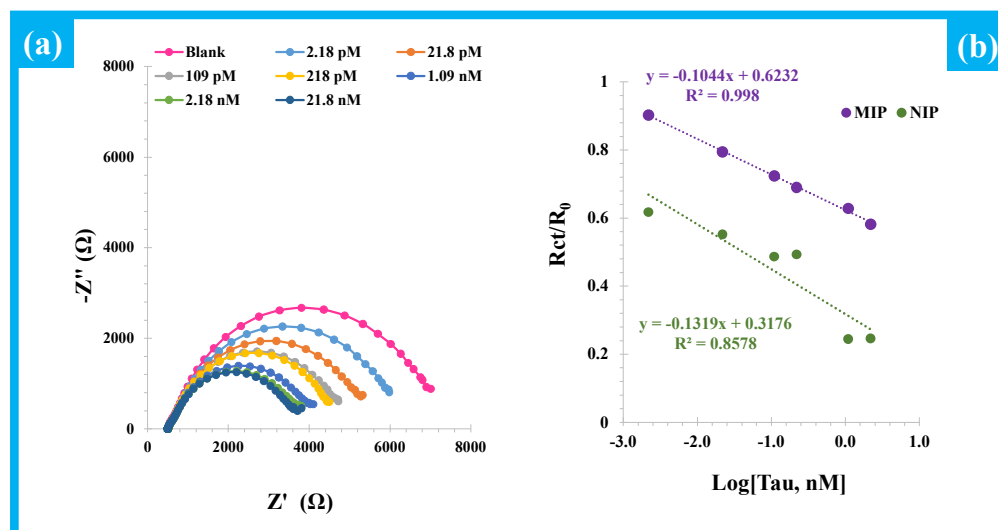 (a)
Blank 2.18 pM 21.8 pM
109 pM 218 pM 1.09 nM
2.18 nM 21.8 nM
8000
6000
4000
2000
0
-Z'' (Ω)
0 2000 4000 6000 8000
Z' (Ω)
(b)
y = -0.1044x + 0.6232
R² = 0.998
MIP NIP
1
0.8
0.6
0.4
0.2
0
Rct/R₀
y = -0.1319x + 0.3176
R² = 0.8578
-3.0 -2.0 -1.0 0.0 1.0
Log[Tau, nM]